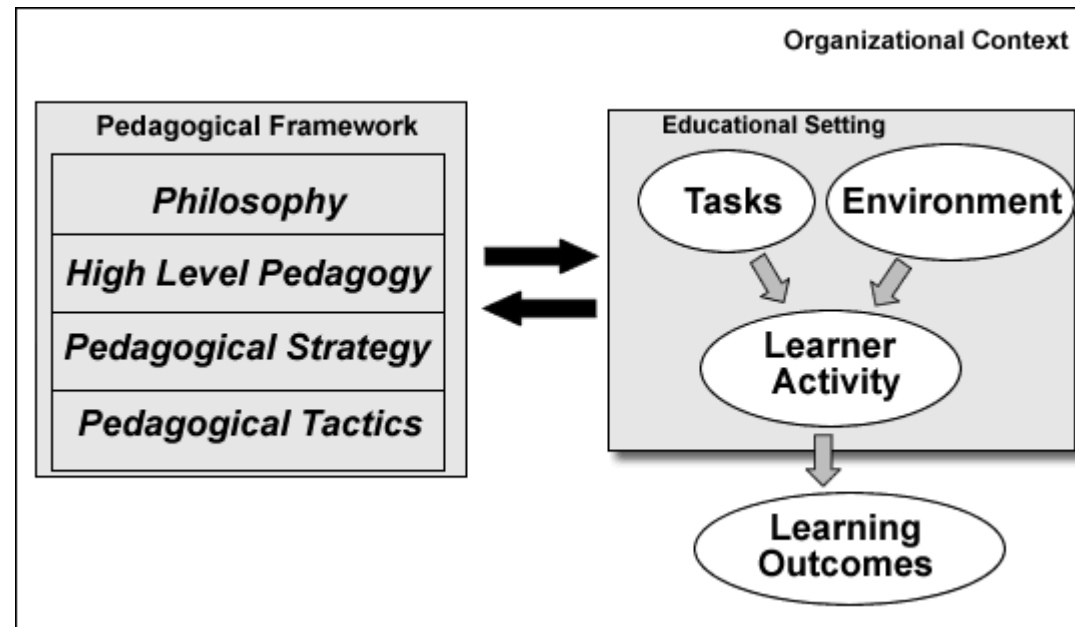 Organizational Context
Pedagogical Framework
Philosophy
High Level Pedagogy
Pedagogical Strategy
Pedagogical Tactics
Educational Setting
Tasks
Environment
Learner
Activity
Learning
Outcomes